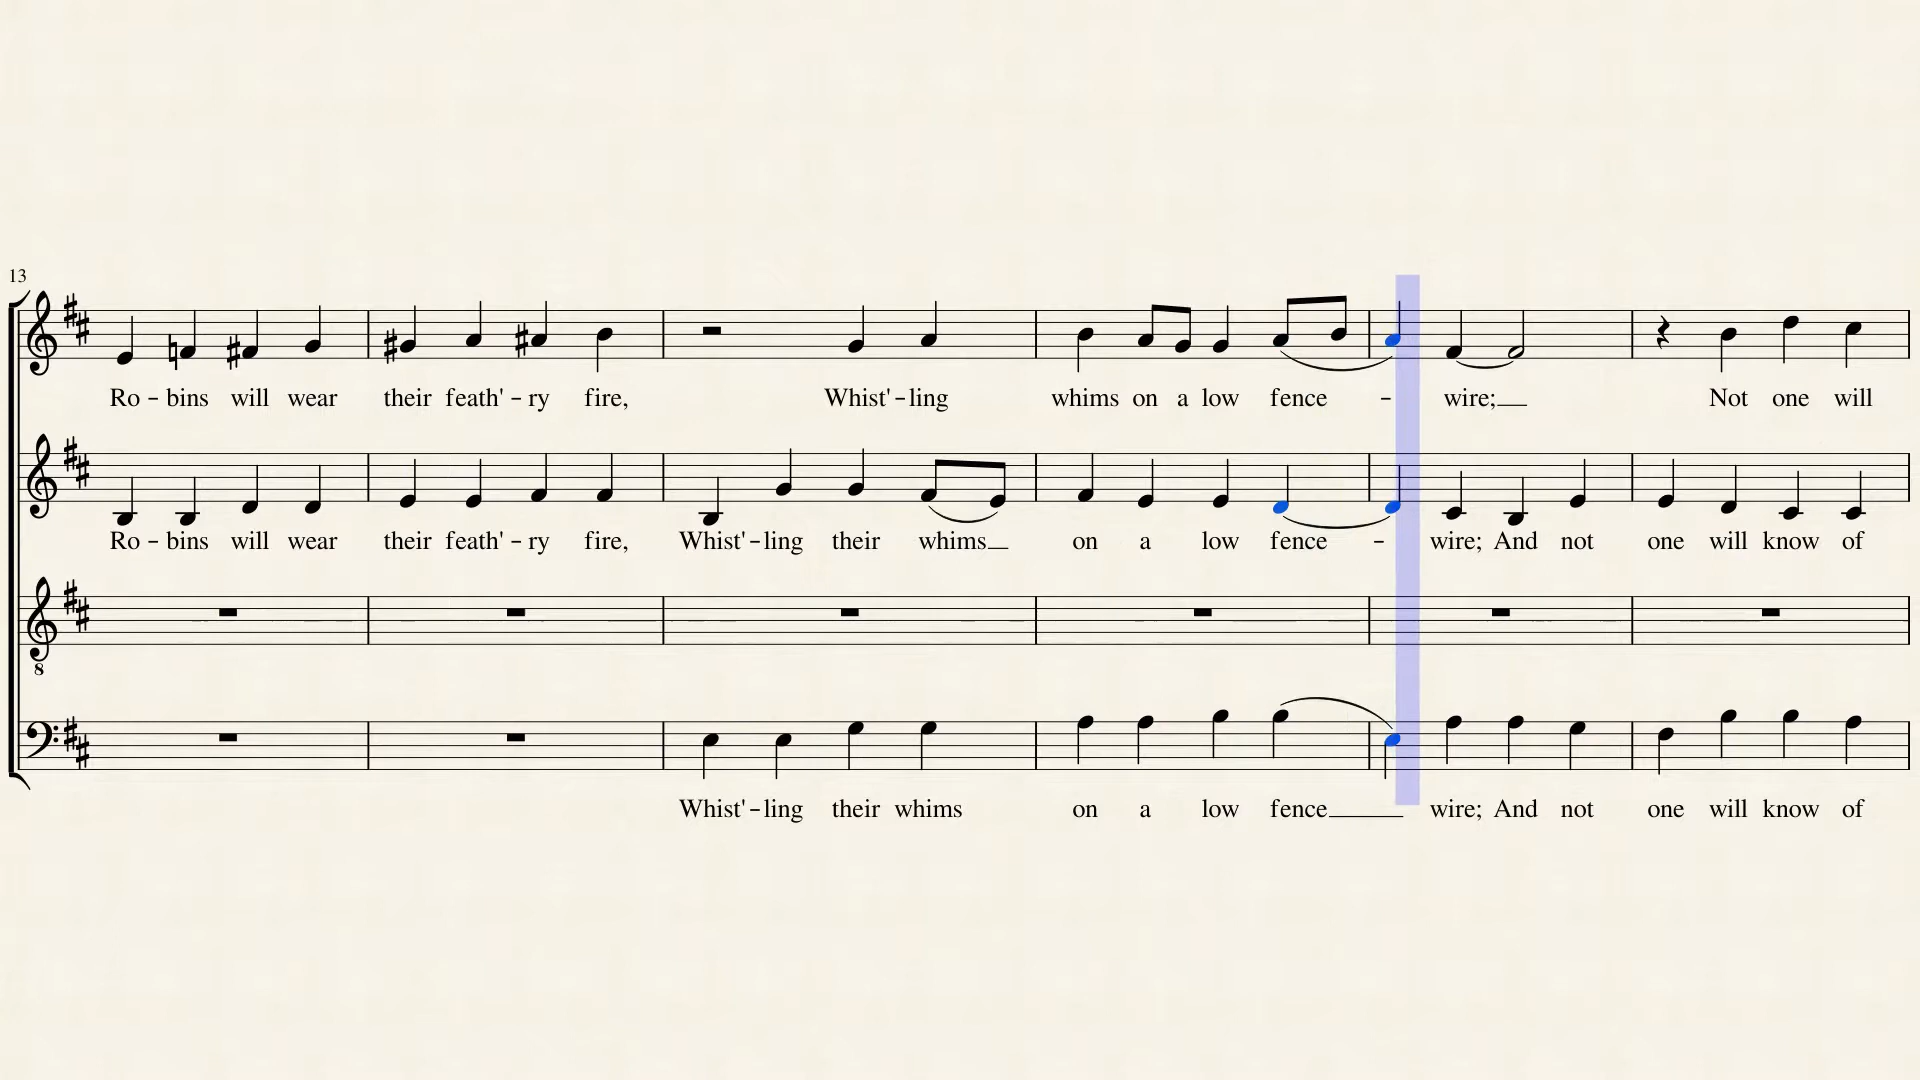 13
Ro - bins will wear their feath' - ry fire, Whist' - ling whims on a low fence - wire; Not one will
Ro - bins will wear their feath' - ry fire, Whist' - ling their whims on a low fence - wire; And not one will know of
8
Whist' - ling their whims on a low fence wire; And not one will know of